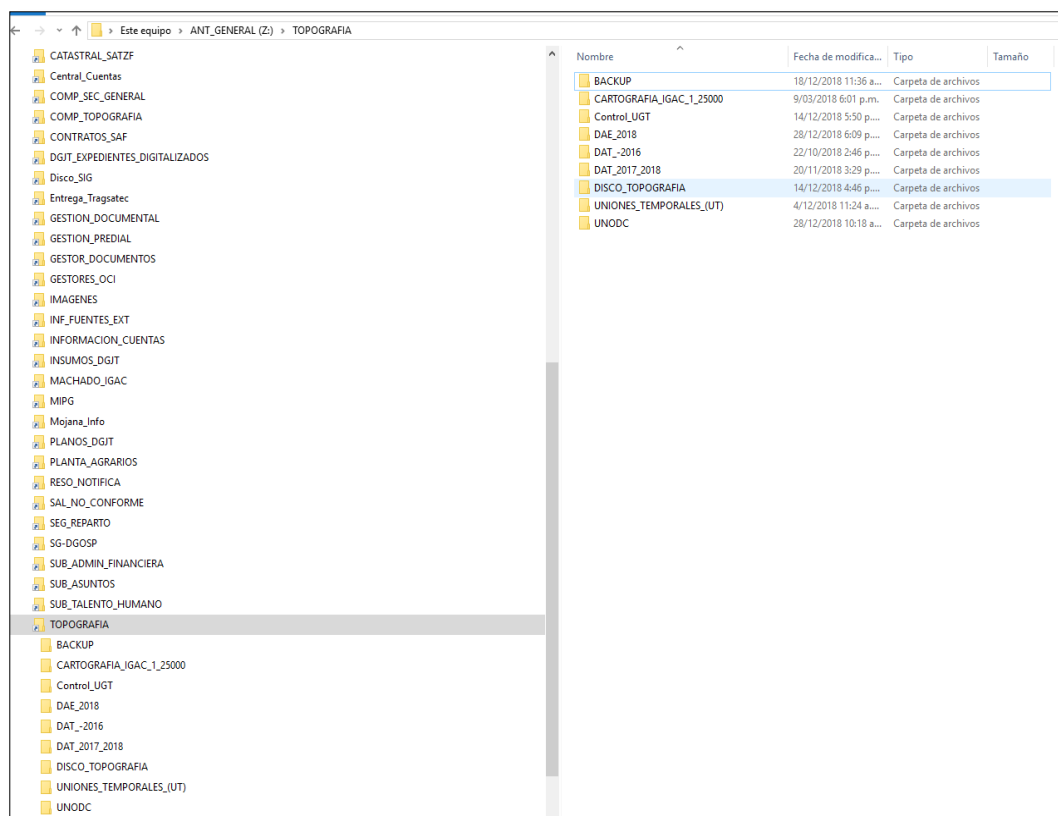 Este equipo > ANT_GENERAL (Z:) > TOPOGRAFIA
CATASTRAL_SATZF
Central_Cuentas
COMP_SEC_GENERAL
COMP_TOPOGRAFIA
CONTRATOS_SAF
DGJT_EXPEDIENTES_DIGITALIZADOS
Disco_SIG
Entrega_Tragsatec
GESTION_DOCUMENTAL
GESTION_PREDIAL
GESTOR_DOCUMENTOS
GESTORES_OCI
IMAGENES
INF_FUENTES_EXT
INFORMACION_CUENTAS
INSUMOS_DGJT
MACHADO_IGAC
MIPG
Mojana_Info
PLANOS_DGJT
PLANTA_AGRARIOS
RESO_NOTIFICA
SAL_NO_CONFORME
SEG_REPARTO
SG-DGOSP
SUB_ADMIN_FINANCIERA
SUB_ASUNTOS
SUB_TALENTO_HUMANO
TOPOGRAFIA
BACKUP
CARTOGRAFIA_IGAC_1_25000
Control_UGT
DAE_2018
DAT_-2016
DAT_2017_2018
DISCO_TOPOGRAFIA
UNIONES_TEMPORALES_(UT)
UNODC
Nombre Fecha de modifica... Tipo Tamaño
BACKUP 18/12/2018 11:36 a... Carpeta de archivos
CARTOGRAFIA_IGAC_1_25000 9/03/2018 6:01 p.m. Carpeta de archivos
Control_UGT 14/12/2018 5:50 p.... Carpeta de archivos
DAE_2018 28/12/2018 6:09 p.... Carpeta de archivos
DAT_-2016 22/10/2018 2:46 p.... Carpeta de archivos
DAT_2017_2018 20/11/2018 3:29 p.... Carpeta de archivos
DISCO_TOPOGRAFIA 14/12/2018 4:46 p.... Carpeta de archivos
UNIONES_TEMPORALES_(UT) 4/12/2018 11:24 a.... Carpeta de archivos
UNODC 28/12/2018 10:18 a... Carpeta de archivos